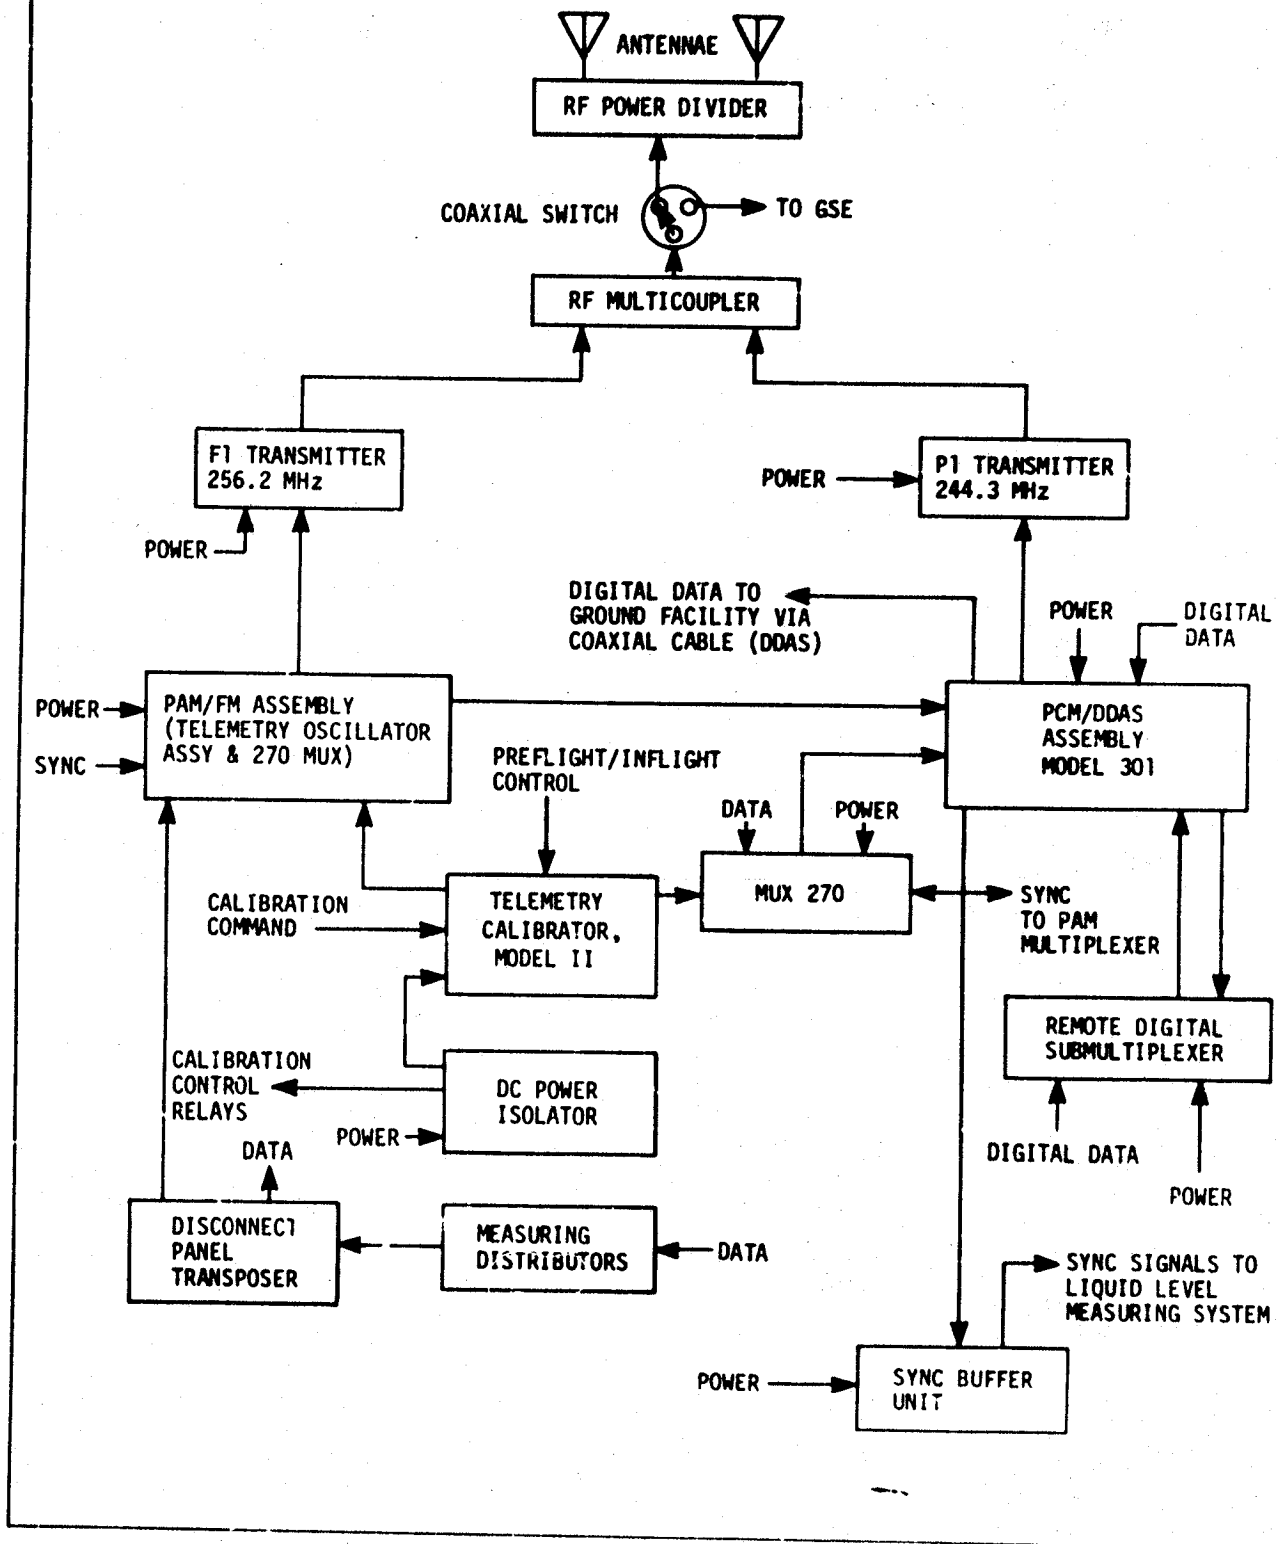 ANTENNAE
RF POWER DIVIDER
COAXIAL SWITCH
TO GSE
RF MULTICOUPLER
F1 TRANSMITTER
256.2 MHz
POWER
P1 TRANSMITTER
244.3 MHz
POWER
DIGITAL DATA TO
GROUND FACILITY VIA
COAXIAL CABLE (DDAS)
POWER
DIGITAL
DATA
POWER
SYNC
PAM/FM ASSEMBLY
(TELEMETRY OSCILLATOR
ASSY & 270 MUX)
PCM/DDAS
ASSEMBLY
MODEL 301
PREFLIGHT/INFLIGHT
CONTROL
DATA
POWER
CALIBRATION
COMMAND
TELEMETRY
CALIBRATOR,
MODEL II
MUX 270
SYNC
TO PAM
MULTIPLEXER
REMOTE DIGITAL
SUBMULTIPLEXER
CALIBRATION
CONTROL
RELAYS
DC POWER
ISOLATOR
POWER
DIGITAL DATA
POWER
DATA
DISCONNECT
PANEL
TRANSPOSER
MEASURING
DISTRIBUTORS
DATA
SYNC SIGNALS TO
LIQUID LEVEL
MEASURING SYSTEM
POWER
SYNC BUFFER
UNIT